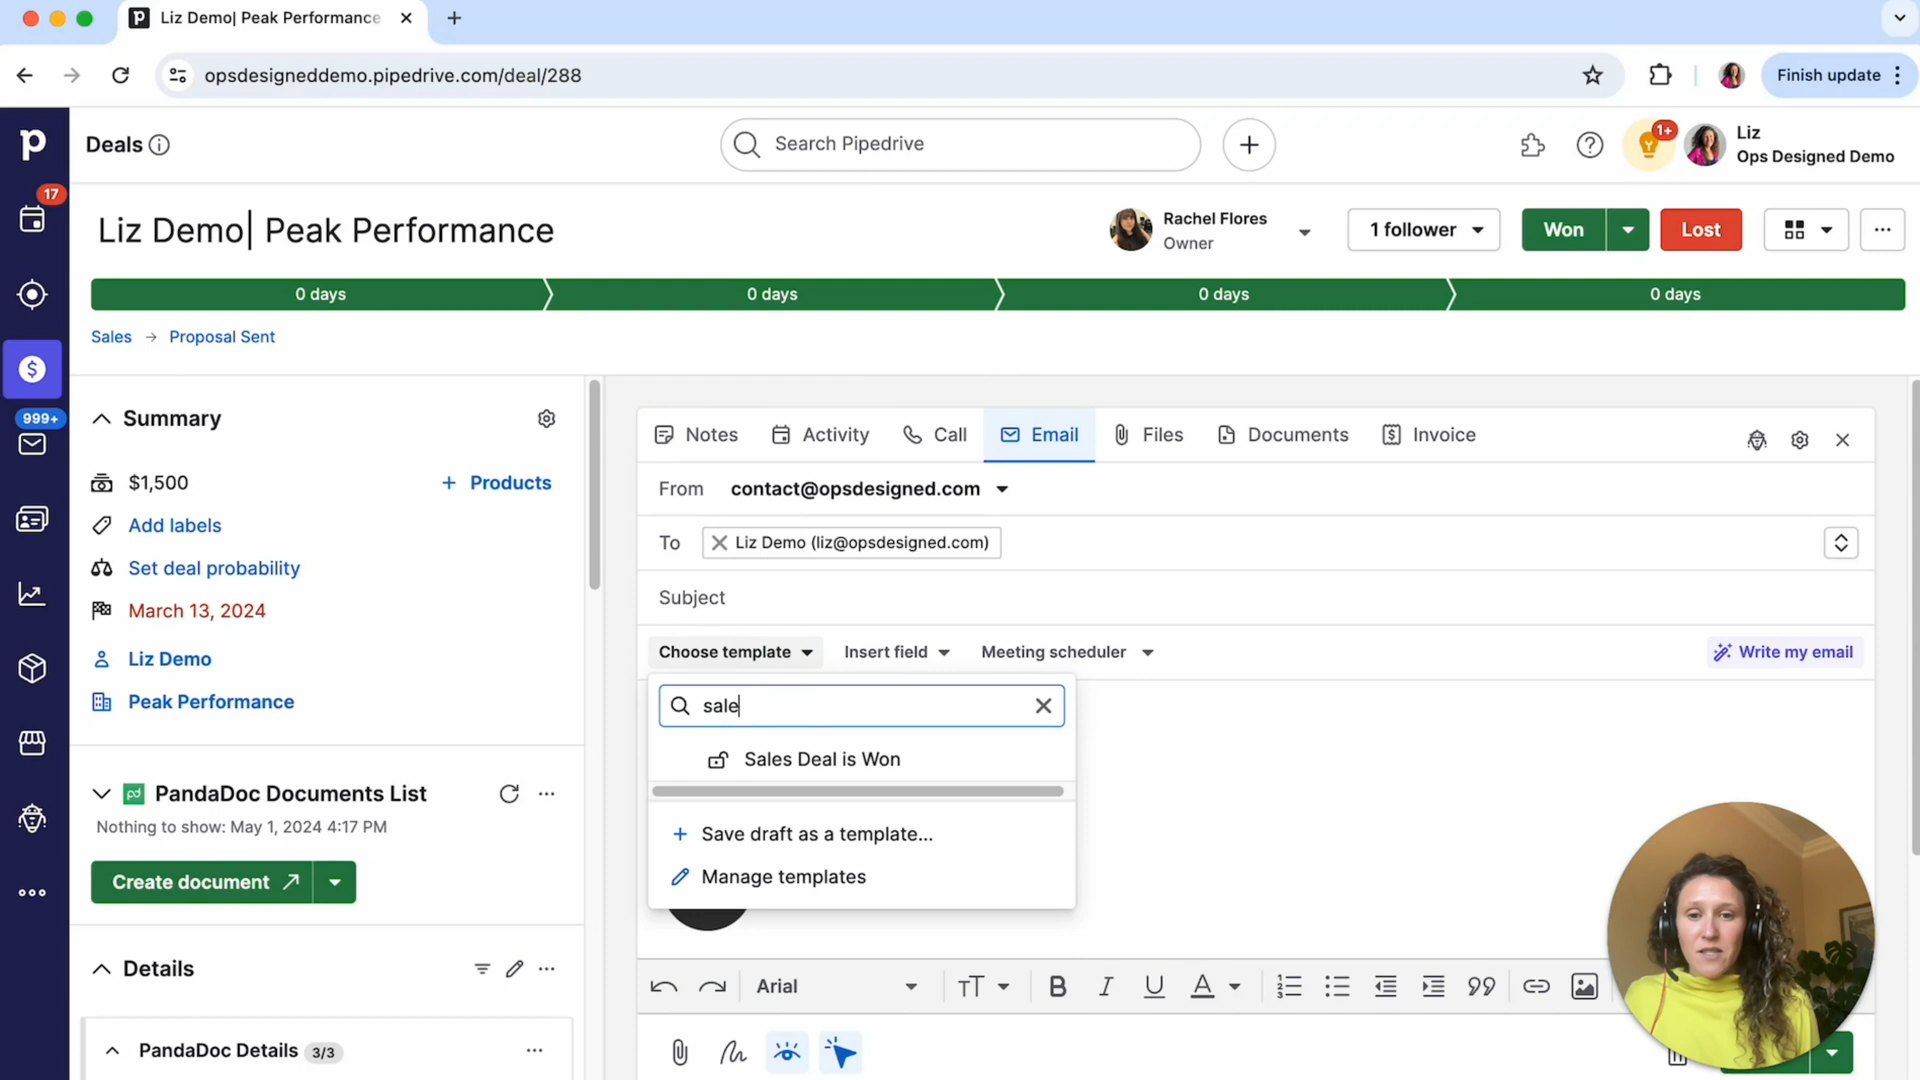 Liz Demo| Peak Performance
opsdesigneddemo.pipedrive.com/deal/288
Finish update
Deals
Search Pipedrive
1+
Liz
Ops Designed Demo
17
Liz Demo| Peak Performance
Rachel Flores
Owner
1 follower
Won
Lost
0 days
0 days
0 days
0 days
Sales → Proposal Sent
999+
Summary
$1,500
+ Products
Add labels
Set deal probability
March 13, 2024
Liz Demo
Peak Performance
pd PandaDoc Documents List
Nothing to show: May 1, 2024 4:17 PM
Create document
Details
PandaDoc Details 3/3
Notes
Activity
Call
Email
Files
Documents
Invoice
From contact@opsdesigned.com
To Liz Demo (liz@opsdesigned.com)
Subject
Choose template
Insert field
Meeting scheduler
Write my email
sale
Sales Deal is Won
+ Save draft as a template...
Manage templates
Arial
TT
B
I
U
A